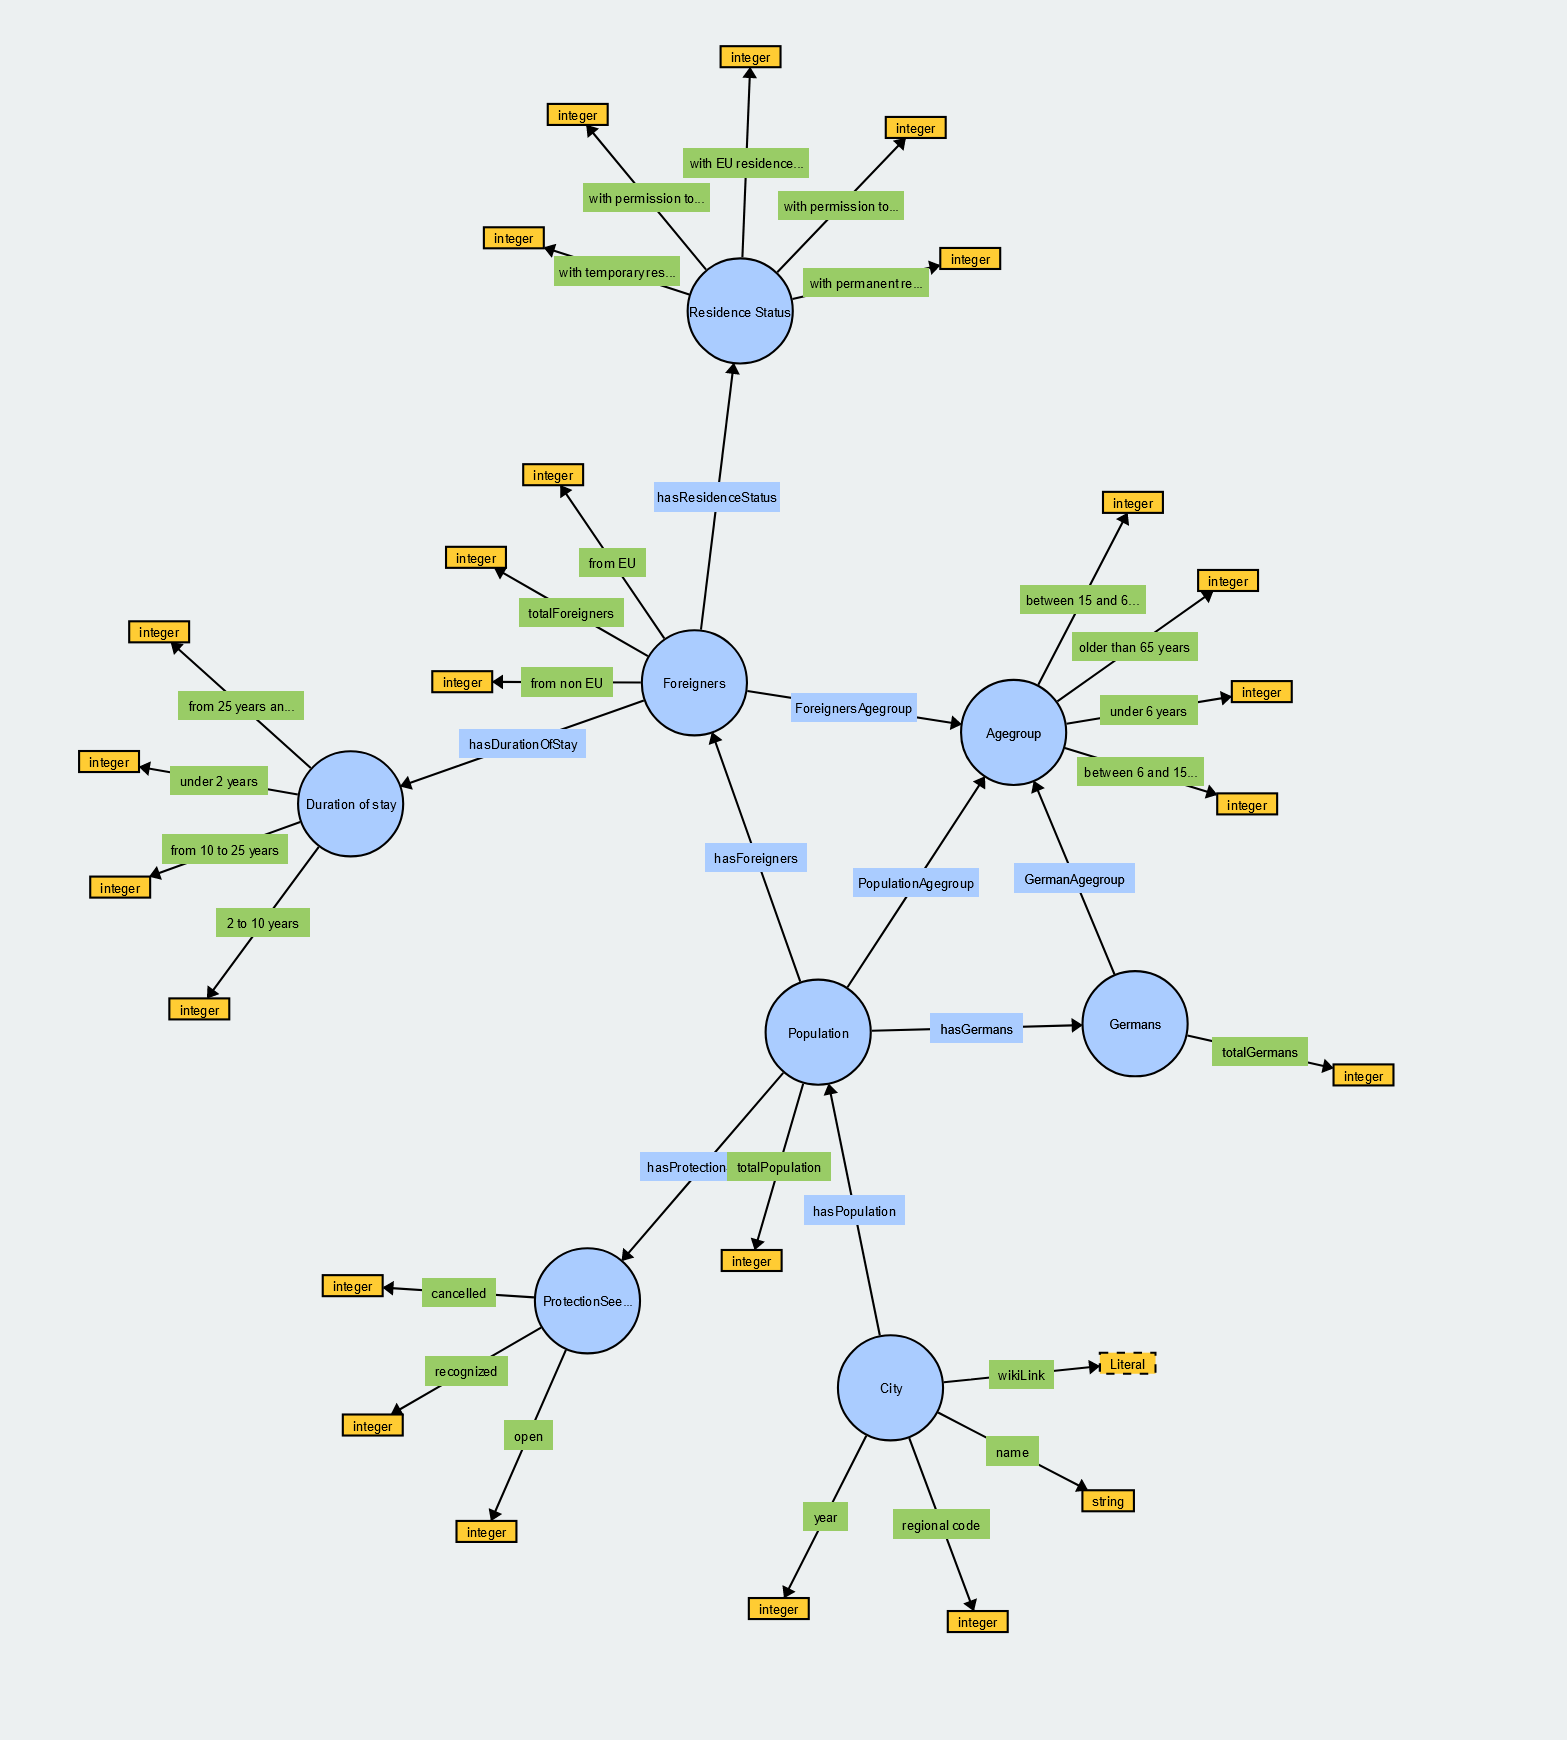 integer
integer
integer
with EU residence...
with permission to...
with permission to...
integer
integer
with temporary res...
with permanent re...
Residence Status
integer
hasResidenceStatus
integer
integer
from EU
integer
between 15 and 6...
totalForeigners
integer
older than 65 years
integer
from non EU
Foreigners
integer
from 25 years an...
ForeignersAgegroup
under 6 years
Agegroup
hasDurationOfStay
integer
under 2 years
between 6 and 15...
Duration of stay
integer
from 10 to 25 years
hasForeigners
integer
PopulationAgegroup
GermanAgegroup
2 to 10 years
integer
Population
hasGermans
Germans
totalGermans
integer
hasProtection
totalPopulation
hasPopulation
integer
integer
cancelled
ProtectionSee...
recognized
integer
wikiLink
Literal
City
open
name
integer
string
year
regional code
integer
integer